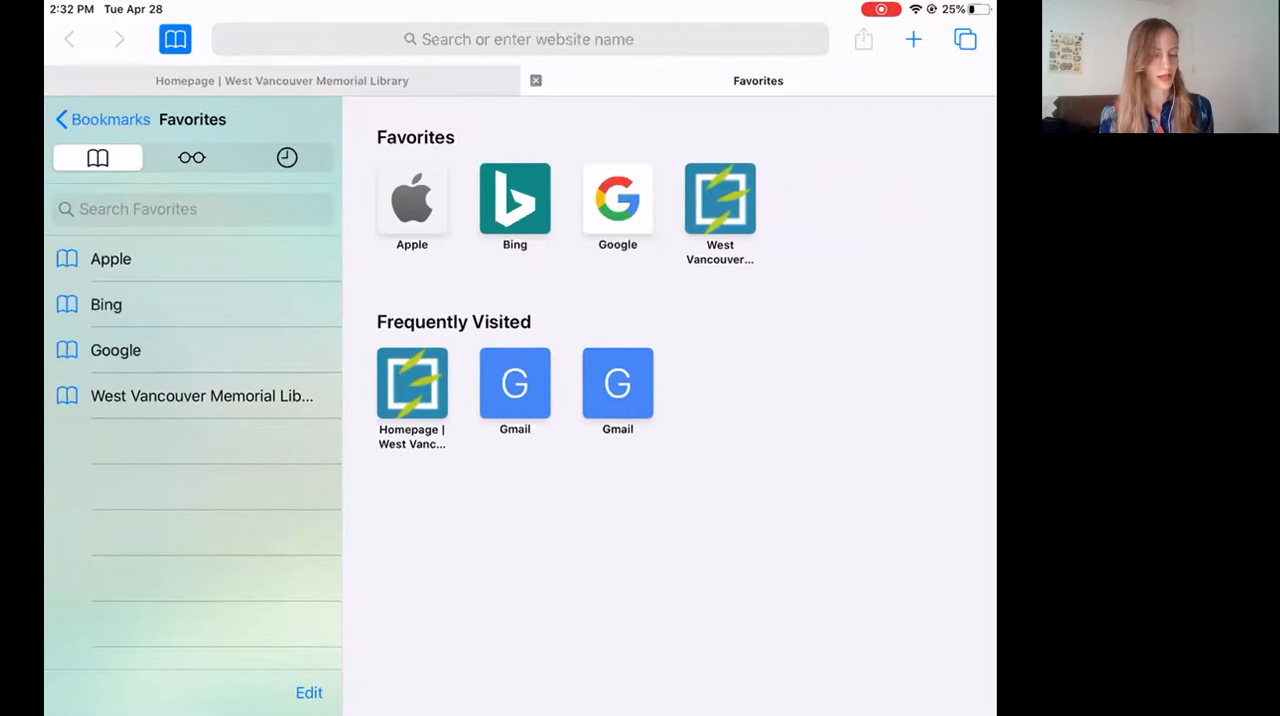 2:32 PM Tue Apr 28
25%
Search or enter website name
Homepage | West Vancouver Memorial Library
Favorites
Bookmarks Favorites
Search Favorites
Apple
Bing
Google
West Vancouver Memorial Lib...
Edit
Favorites
Apple
Bing
G
Google
West
Vancouver...
Frequently Visited
Homepage |
West Vanc...
G
Gmail
G
Gmail